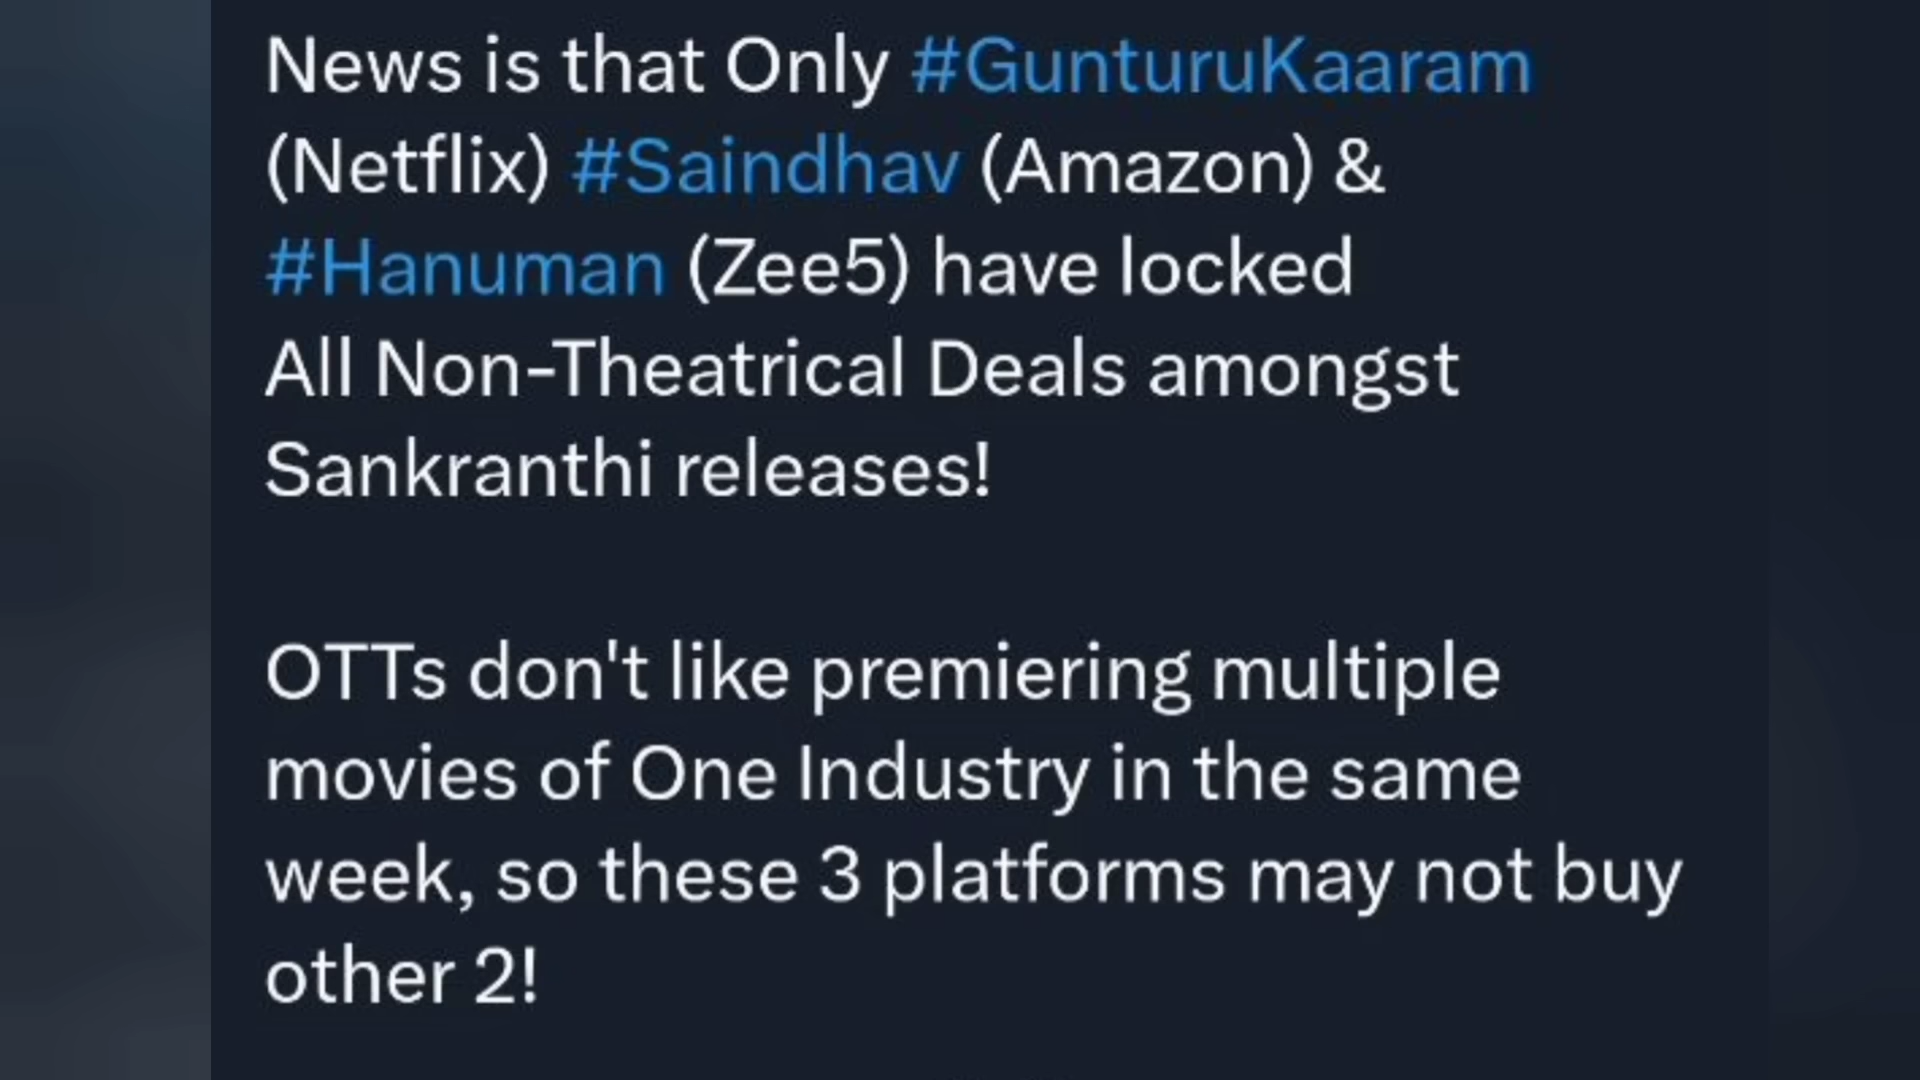 News is that Only #GunturuKaaram
(Netflix) #Saindhav (Amazon) &
#Hanuman (Zee5) have locked
All Non-Theatrical Deals amongst
Sankranthi releases!
OTTs don't like premiering multiple
movies of One Industry in the same
week, so these 3 platforms may not buy
other 2!